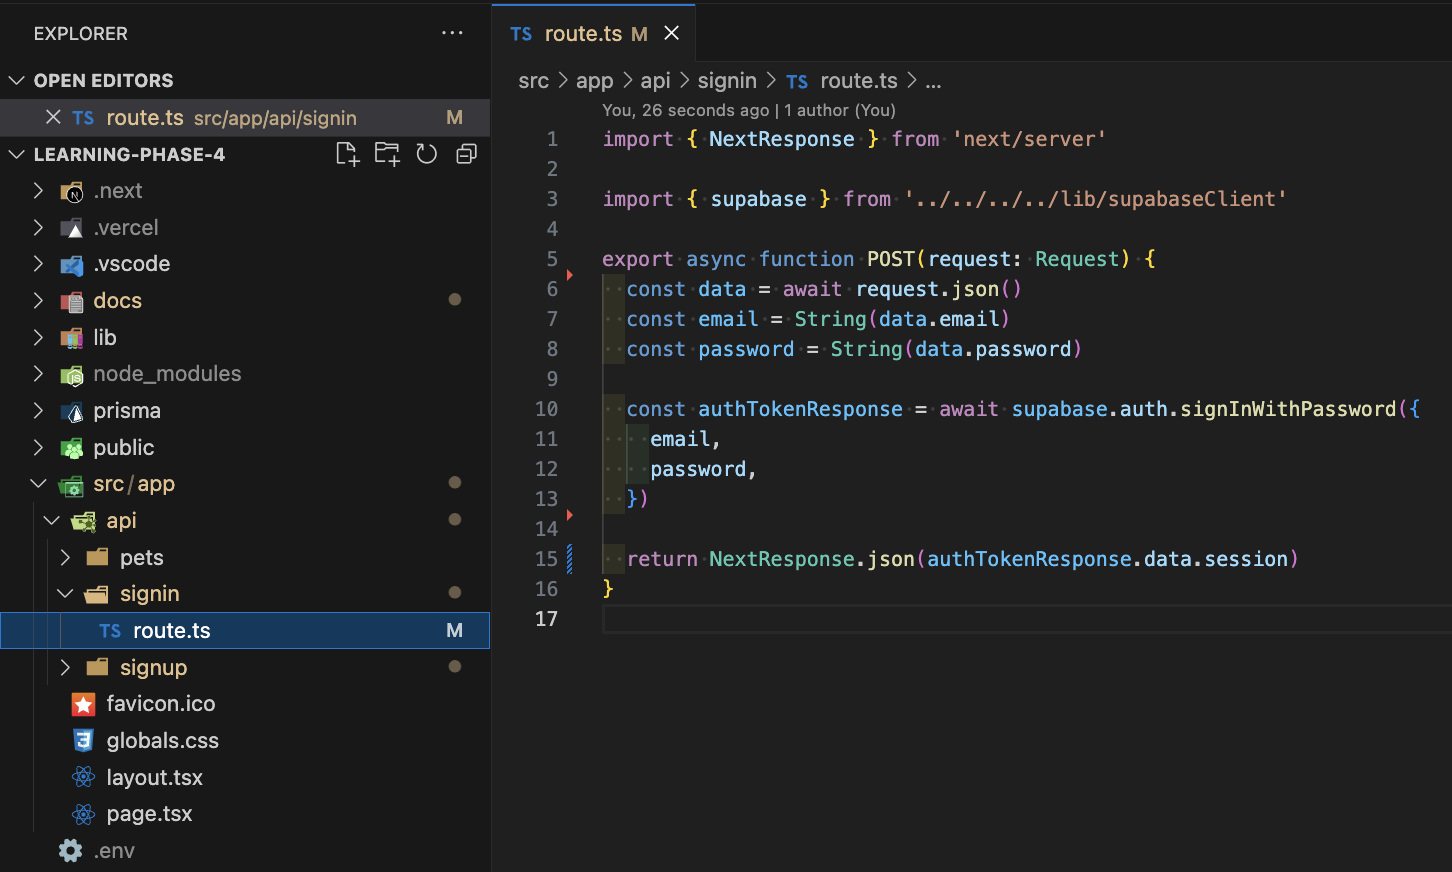 EXPLORER
OPEN EDITORS
TS route.ts src/app/api/signin M
LEARNING-PHASE-4
.next
.vercel
.vscode
docs
lib
node_modules
prisma
public
src/app
api
pets
signin
TS route.ts M
signup
favicon.ico
globals.css
layout.tsx
page.tsx
.env
TS route.ts M
src > app > api > signin > TS route.ts > ...
You, 26 seconds ago | 1 author (You)
1 import { NextResponse } from 'next/server'
2
3 import { supabase } from '../../../../lib/supabaseClient'
4
5 export async function POST(request: Request) {
6 const data = await request.json()
7 const email = String(data.email)
8 const password = String(data.password)
9
10 const authTokenResponse = await supabase.auth.signInWithPassword({
11 email,
12 password,
13 })
14
15 return NextResponse.json(authTokenResponse.data.session)
16 }
17